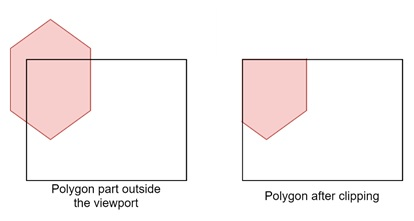 Polygon part outside
the viewport
Polygon after clipping